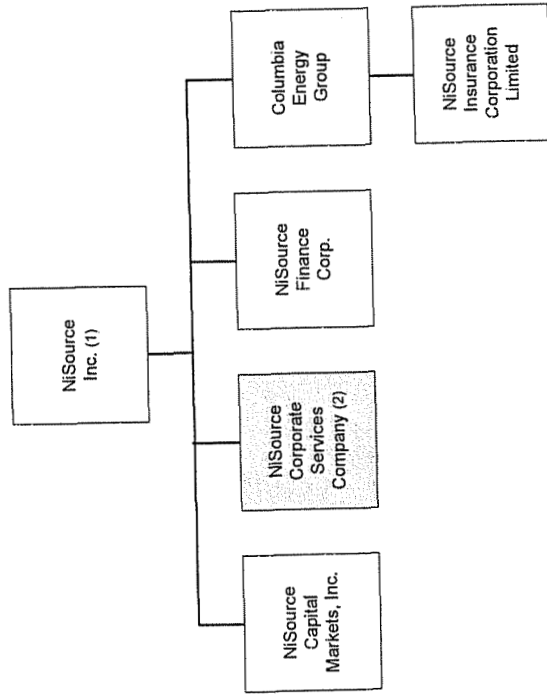 NiSource
Inc. (1)
NiSource
Capital
Markets, Inc.
NiSource
Corporate
Services
Company (2)
NiSource
Finance
Corp.
Columbia
Energy
Group
NiSource
Insurance
Corporation
Limited